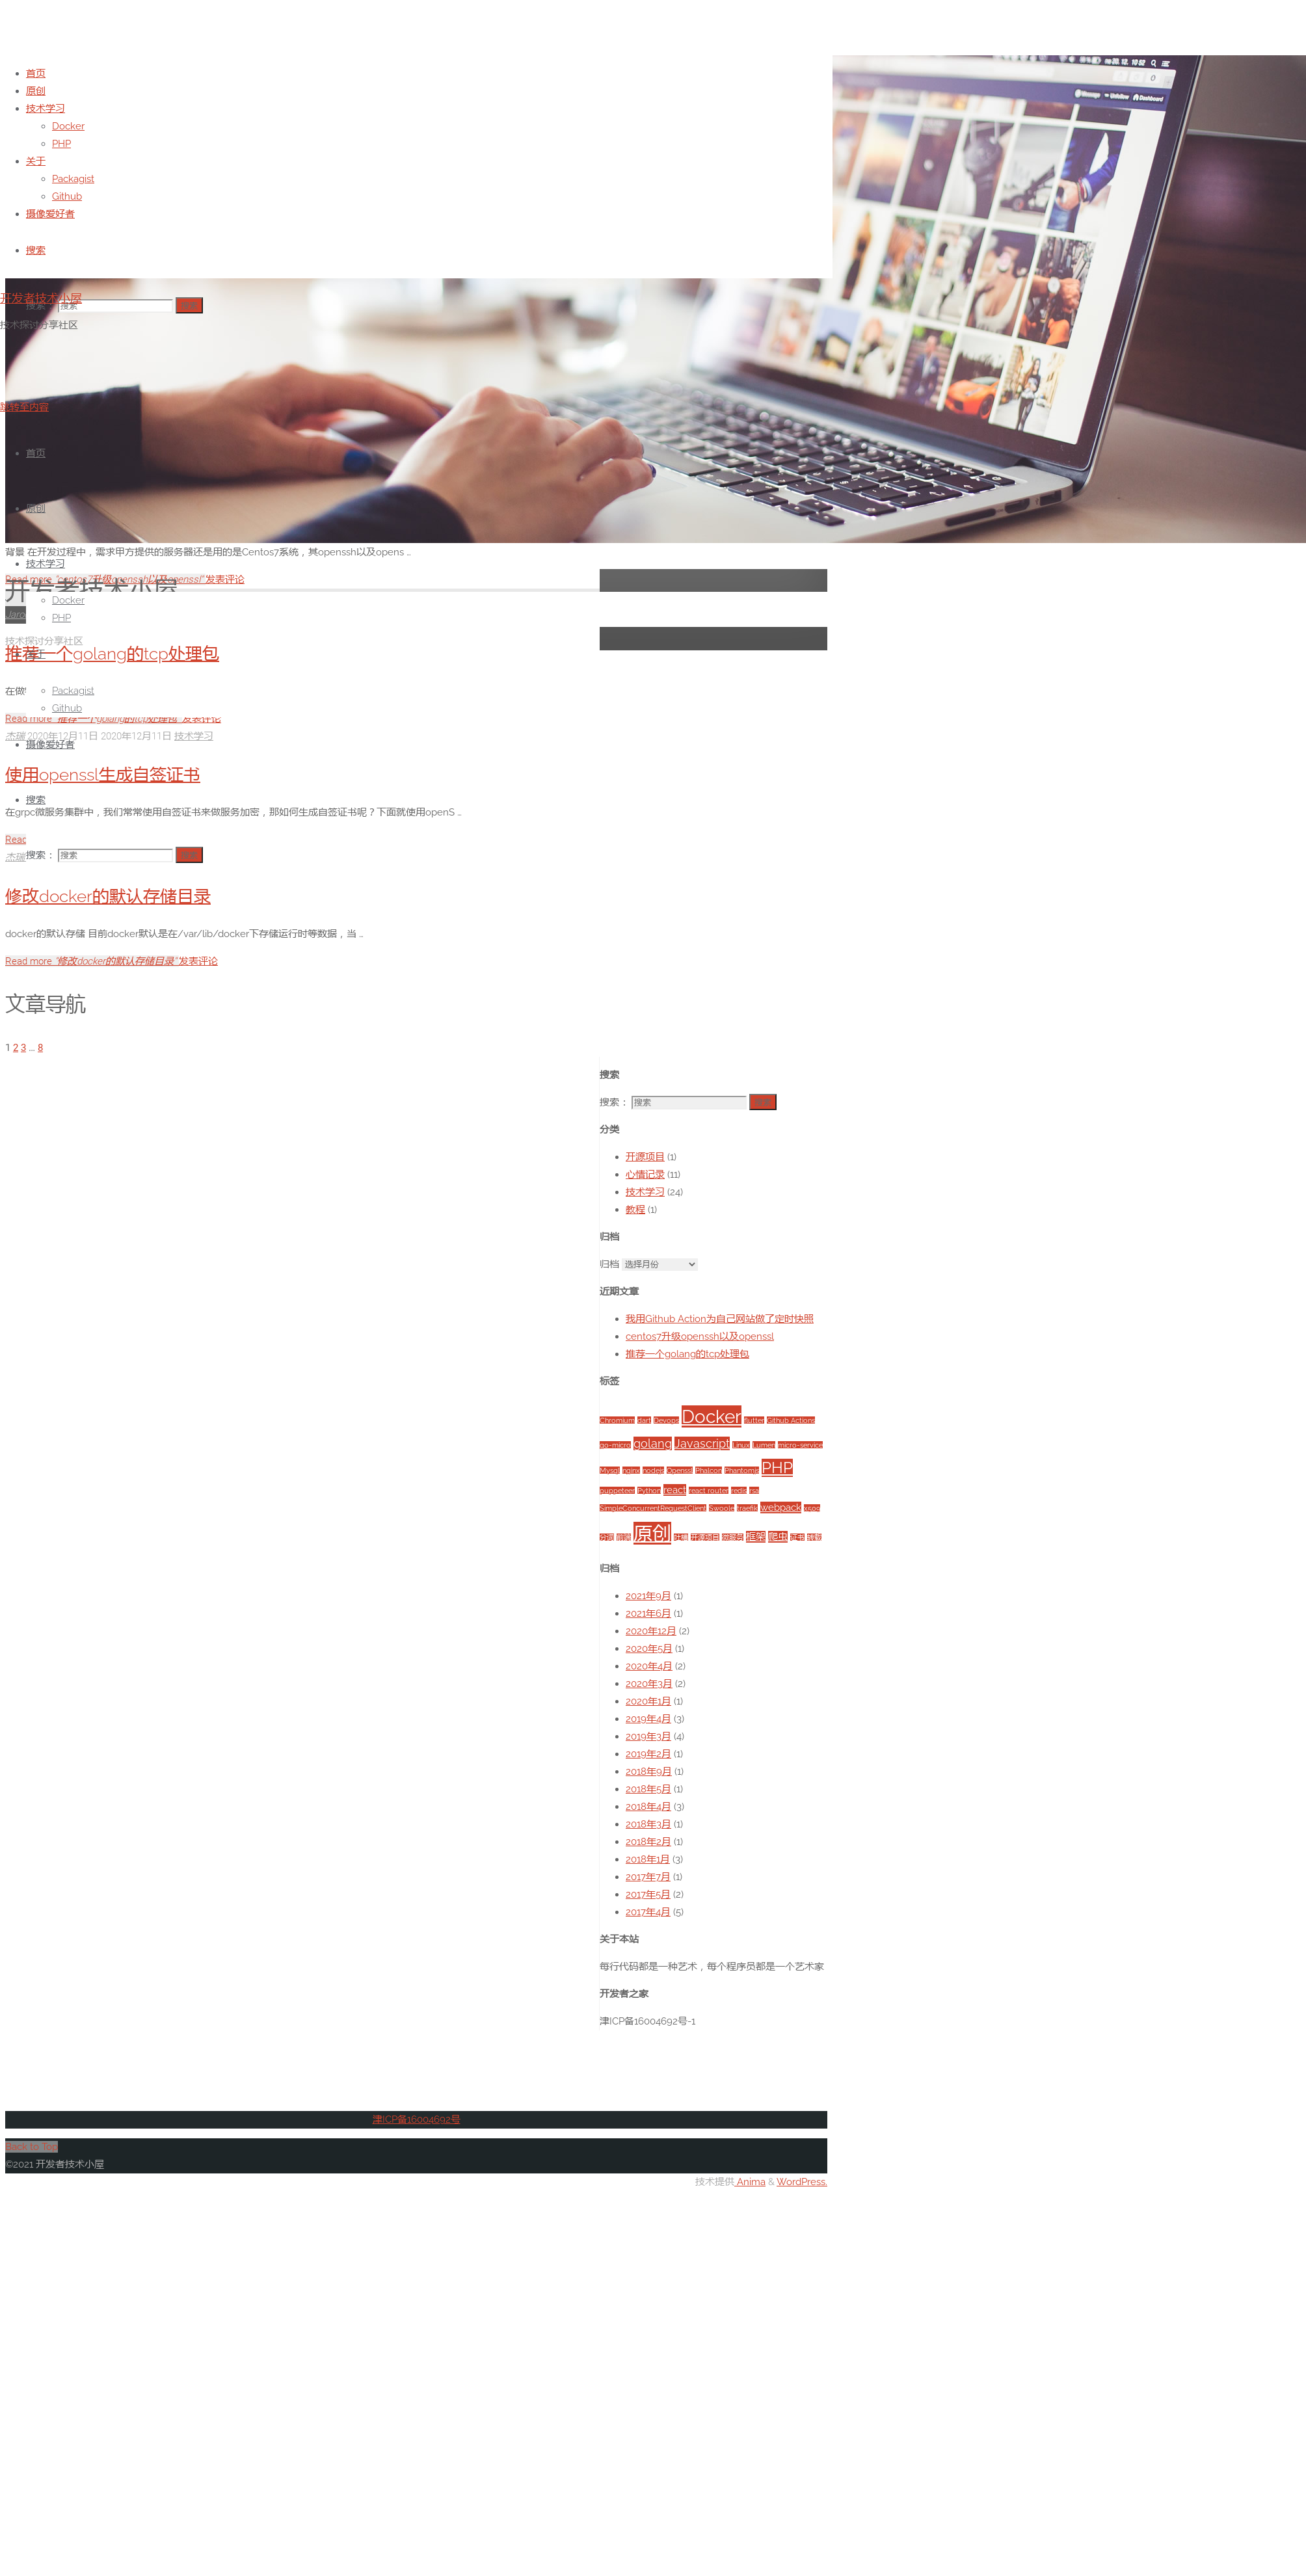 首页
原创
技术学习
Docker
PHP
关于
Packagist
Github
摄像爱好者
搜索
开发者技术小屋
搜索
技术探讨分享社区
跳转至内容
首页
原创
背景 在开发过程中，需求甲方提供的服务器还是用的是Centos7系统，其openssh以及opens …
技术学习
Read more "centos7升级openssh以及openssl" 发表评论
开发者技术小屋
Docker
PHP
技术探讨分享社区
推荐一个golang的tcp处理包
Packagist
Github
Read more "推荐一个golang的tcp处理包" 发表评论
杰瑞 2020年12月11日 2020年12月11日 技术学习
摄像爱好者
使用openssl生成自签证书
搜索
在grpc微服务集群中，我们常常使用自签证书来做服务加密，那如何生成自签证书呢？下面就使用openS …
搜索： 搜索
修改docker的默认存储目录
docker的默认存储 目前docker默认是在/var/lib/docker下存储运行时等数据，当 …
Read more "修改docker的默认存储目录" 发表评论
文章导航
1 2 3 … 8
搜索
搜索： 搜索
分类
开源项目 (1)
心情记录 (11)
技术学习 (24)
教程 (1)
归档
归档 选择月份
近期文章
我用Github Action为自己网站做了定时快照
centos7升级openssh以及openssl
推荐一个golang的tcp处理包
标签
Chromium dart Devops Docker flutter Github Actions
go-micro golang Javascript Linux Lumen micro-service
Mysql nginx nodejs Openssl Phalcon Phantomjs PHP
puppeteer Python react react router redis rsa
SimpleConcurrentRequestClient Swoole traefik webpack x509
原创 开源项目 微服务 框架 爬虫 证书 转载
归档
2021年9月 (1)
2021年6月 (1)
2020年12月 (2)
2020年5月 (1)
2020年4月 (2)
2020年3月 (2)
2020年1月 (1)
2019年4月 (3)
2019年3月 (4)
2019年2月 (1)
2018年9月 (1)
2018年5月 (1)
2018年4月 (3)
2018年3月 (1)
2018年2月 (1)
2018年1月 (3)
2017年7月 (1)
2017年5月 (2)
2017年4月 (5)
关于本站
每行代码都是一种艺术，每个程序员都是一个艺术家
开发者之家
津ICP备16004692号-1
津ICP备16004692号
Back to Top
©2021 开发者技术小屋
技术提供 Anima & WordPress.